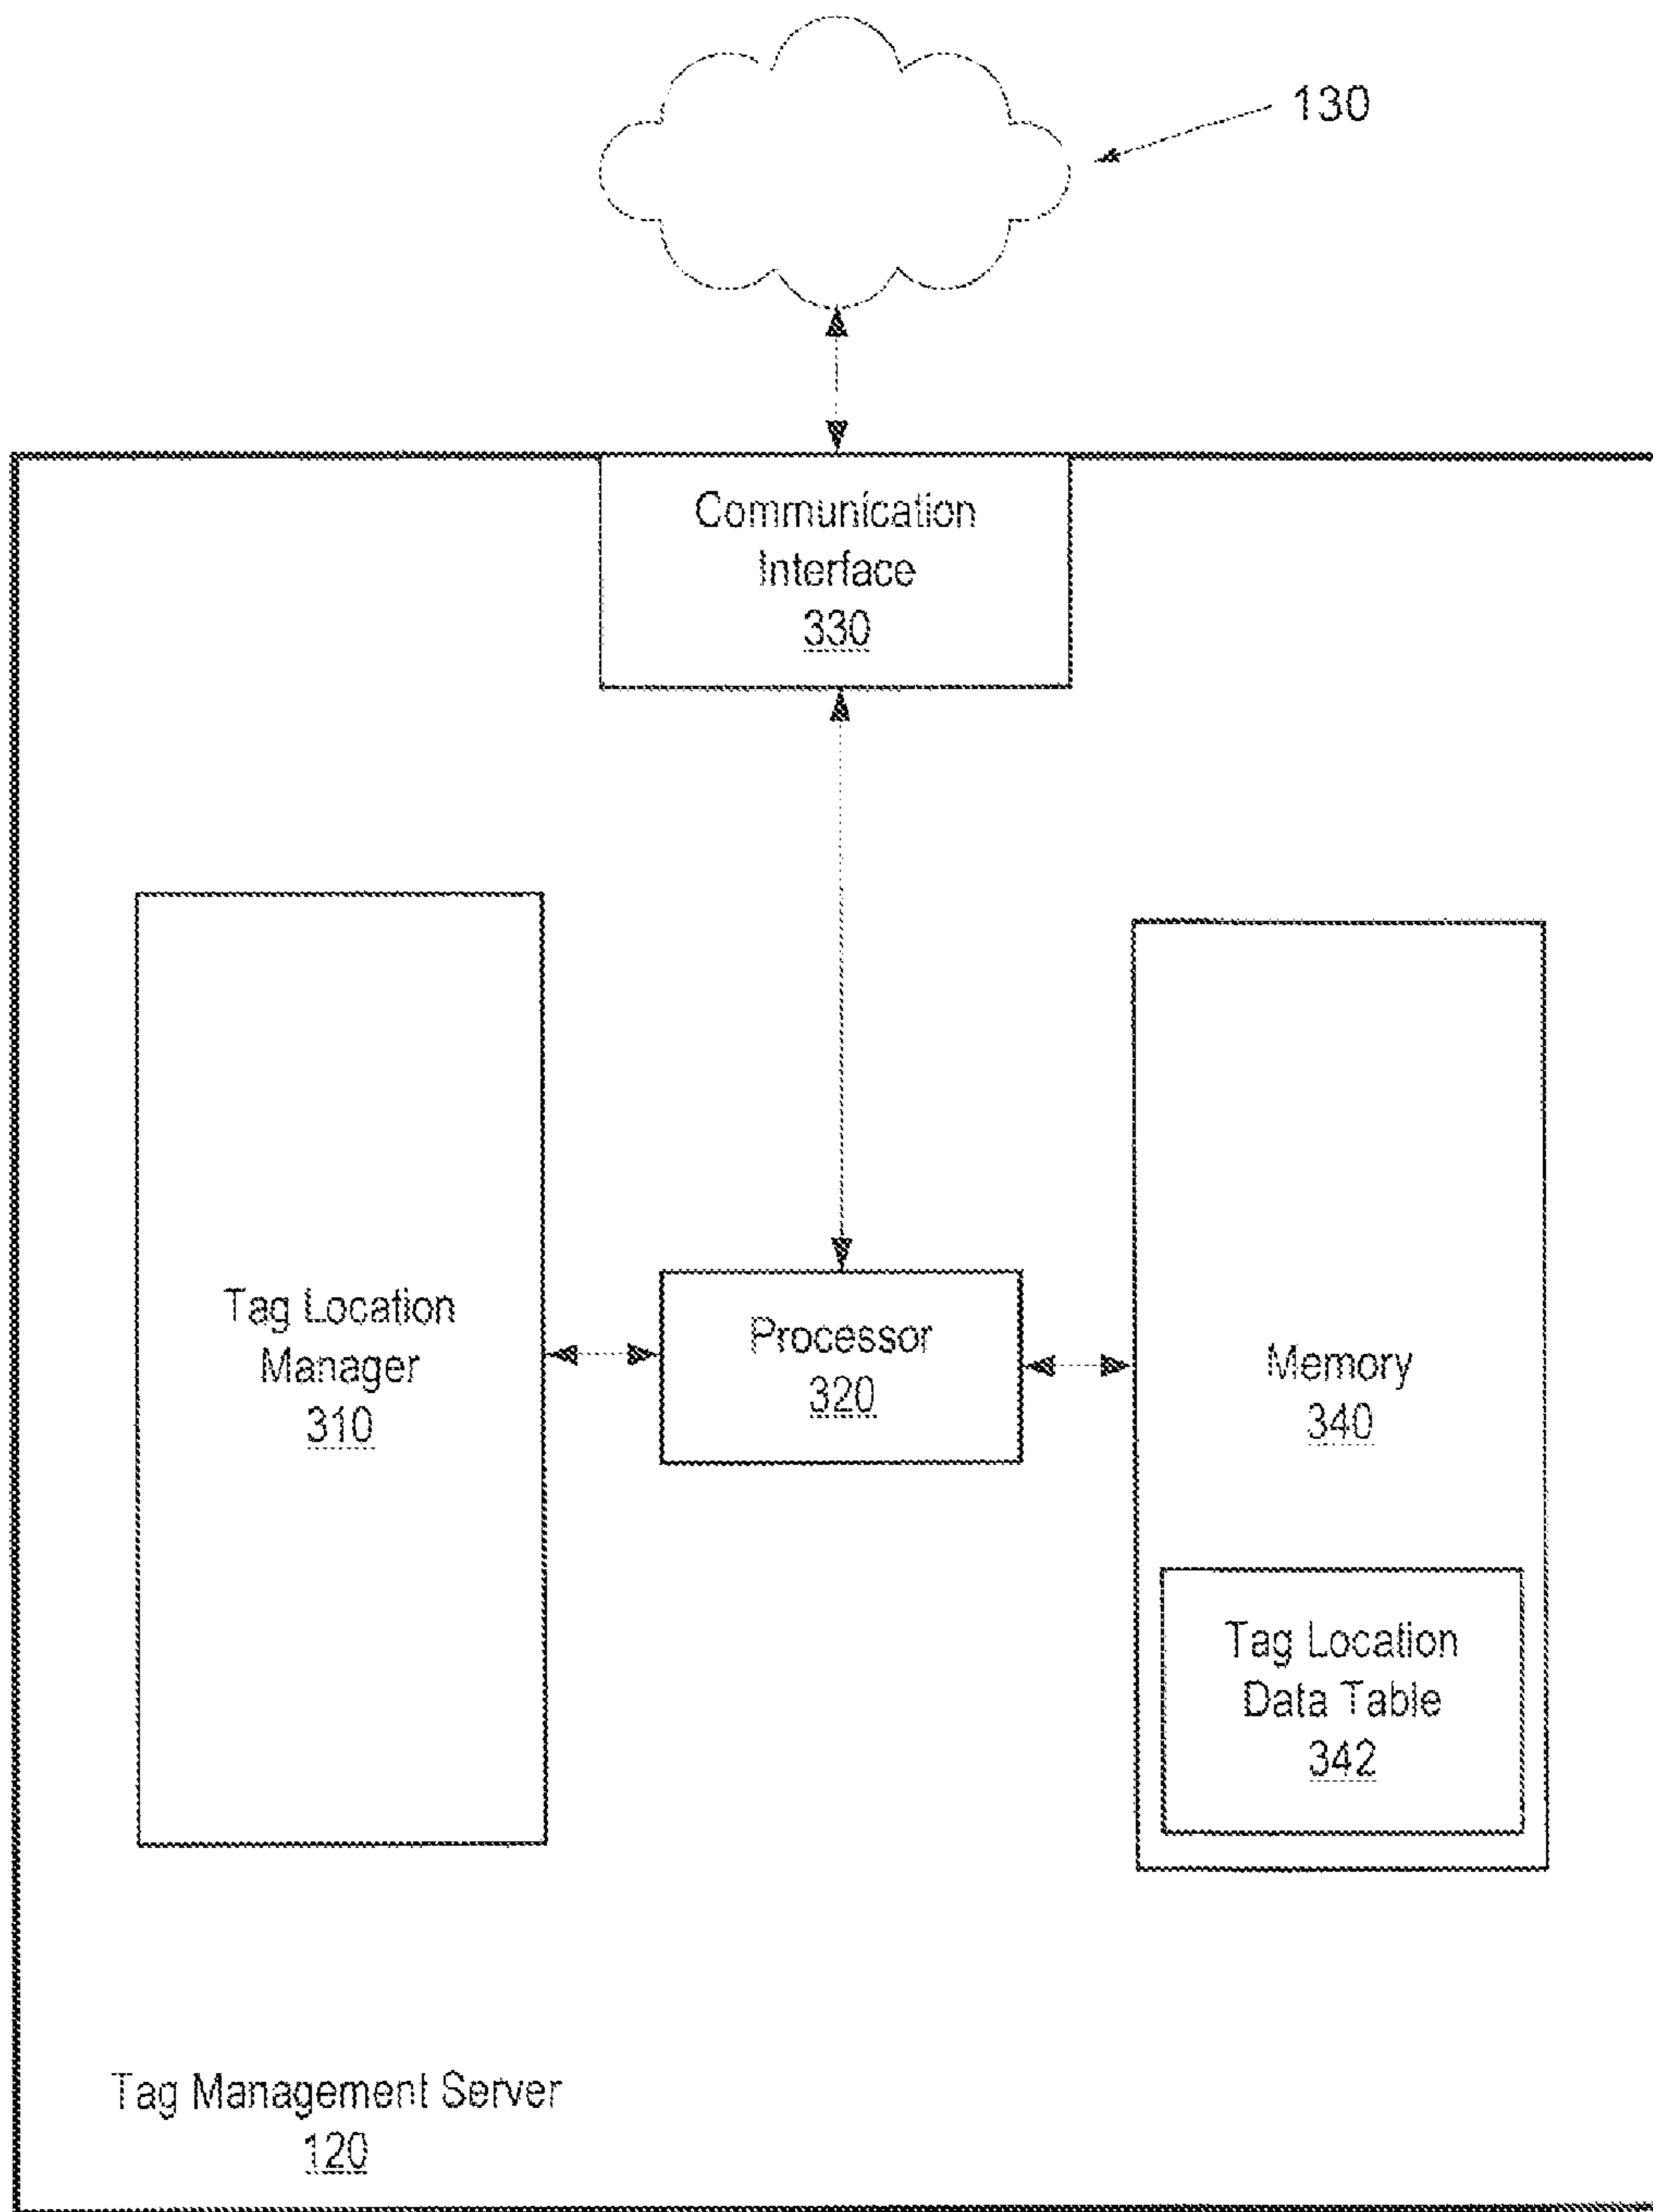 130
Communication
Interface
330
Tag Location
Manager
310
Processor
320
Memory
340
Tag Location
Data Table
342
Tag Management Server
120